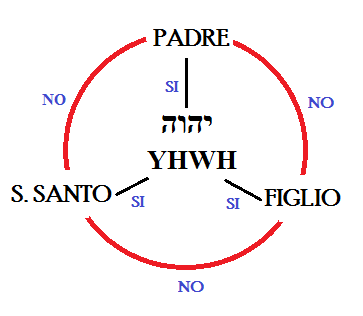 PADRE
NO
SI
NO
יהוה
YHWH
S. SANTO
SI
SI
FIGLIO
NO